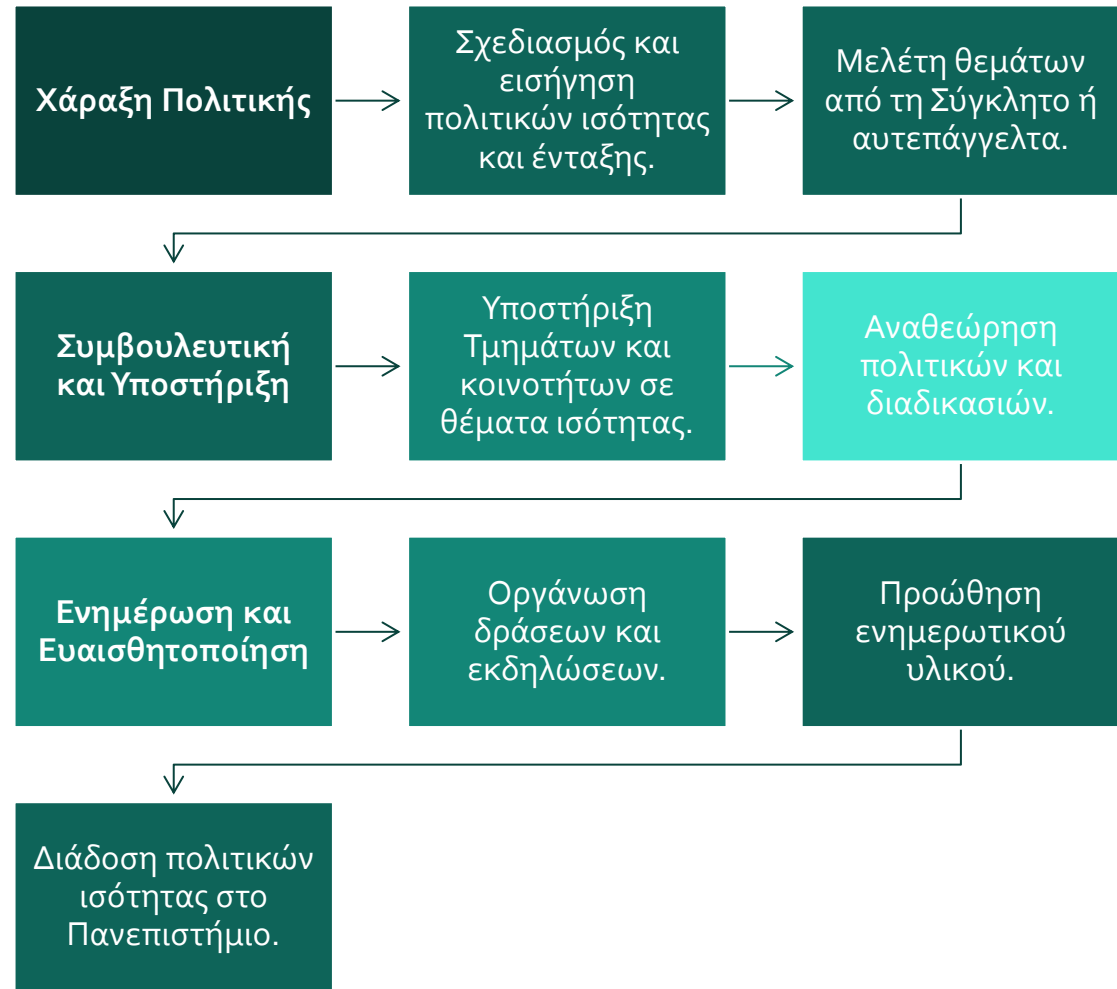 Χάραξη Πολιτικής
Σχεδιασμός και
εισήγηση
πολιτικών ισότητας
και ένταξης.
Μελέτη θεμάτων
από τη Σύγκλητο ή
αυτεπάγγελτα.
Συμβουλευτική
και Υποστήριξη
Υποστήριξη
Τμημάτων και
κοινοτήτων σε
θέματα ισότητας.
Αναθεώρηση
πολιτικών και
διαδικασιών.
Ενημέρωση και
Ευαισθητοποίηση
Οργάνωση
δράσεων και
εκδηλώσεων.
Προώθηση
ενημερωτικού
υλικού.
Διάδοση πολιτικών
ισότητας στο
Πανεπιστήμιο.